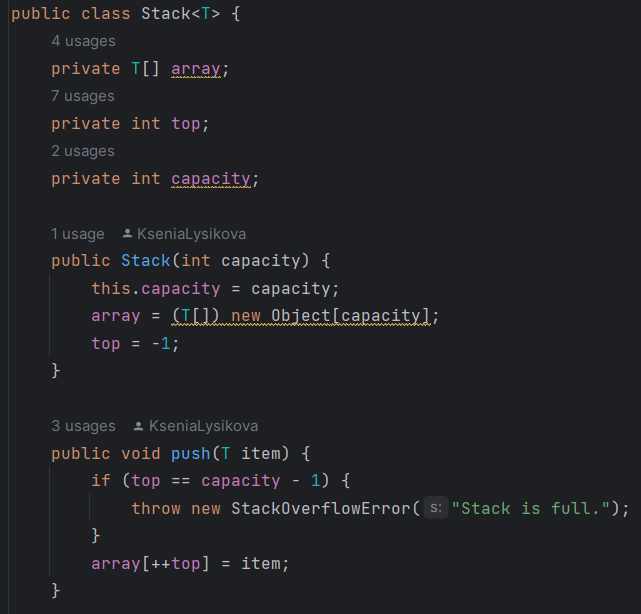 public class Stack<T> {
4 usages
private T[] array;
7 usages
private int top;
2 usages
private int capacity;
1 usage KseniaLysikova
public Stack(int capacity) {
this.capacity = capacity;
array = (T[]) new Object[capacity];
top = -1;
}
3 usages KseniaLysikova
public void push(T item) {
if (top == capacity - 1) {
throw new StackOverflowError( s: "Stack is full.");
}
array[++top] = item;
}